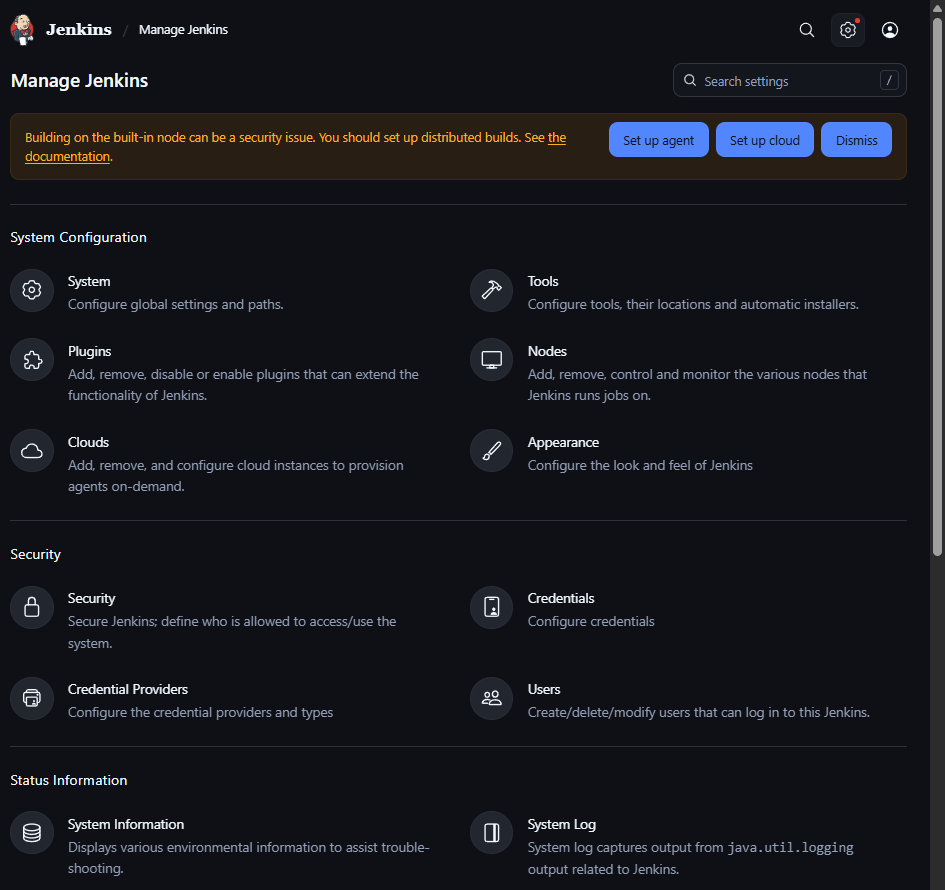 Jenkins / Manage Jenkins
Manage Jenkins
Search settings /
Building on the built-in node can be a security issue. You should set up distributed builds. See the
documentation.
Set up agent
Set up cloud
Dismiss
System Configuration
System
Configure global settings and paths.
Tools
Configure tools, their locations and automatic installers.
Plugins
Add, remove, disable or enable plugins that can extend the
functionality of Jenkins.
Nodes
Add, remove, control and monitor the various nodes that
Jenkins runs jobs on.
Clouds
Add, remove, and configure cloud instances to provision
agents on-demand.
Appearance
Configure the look and feel of Jenkins
Security
Security
Secure Jenkins; define who is allowed to access/use the
system.
Credentials
Configure credentials
Credential Providers
Configure the credential providers and types
Users
Create/delete/modify users that can log in to this Jenkins.
Status Information
System Information
Displays various environmental information to assist trouble-
shooting.
System Log
System log captures output from java.util.logging
output related to Jenkins.